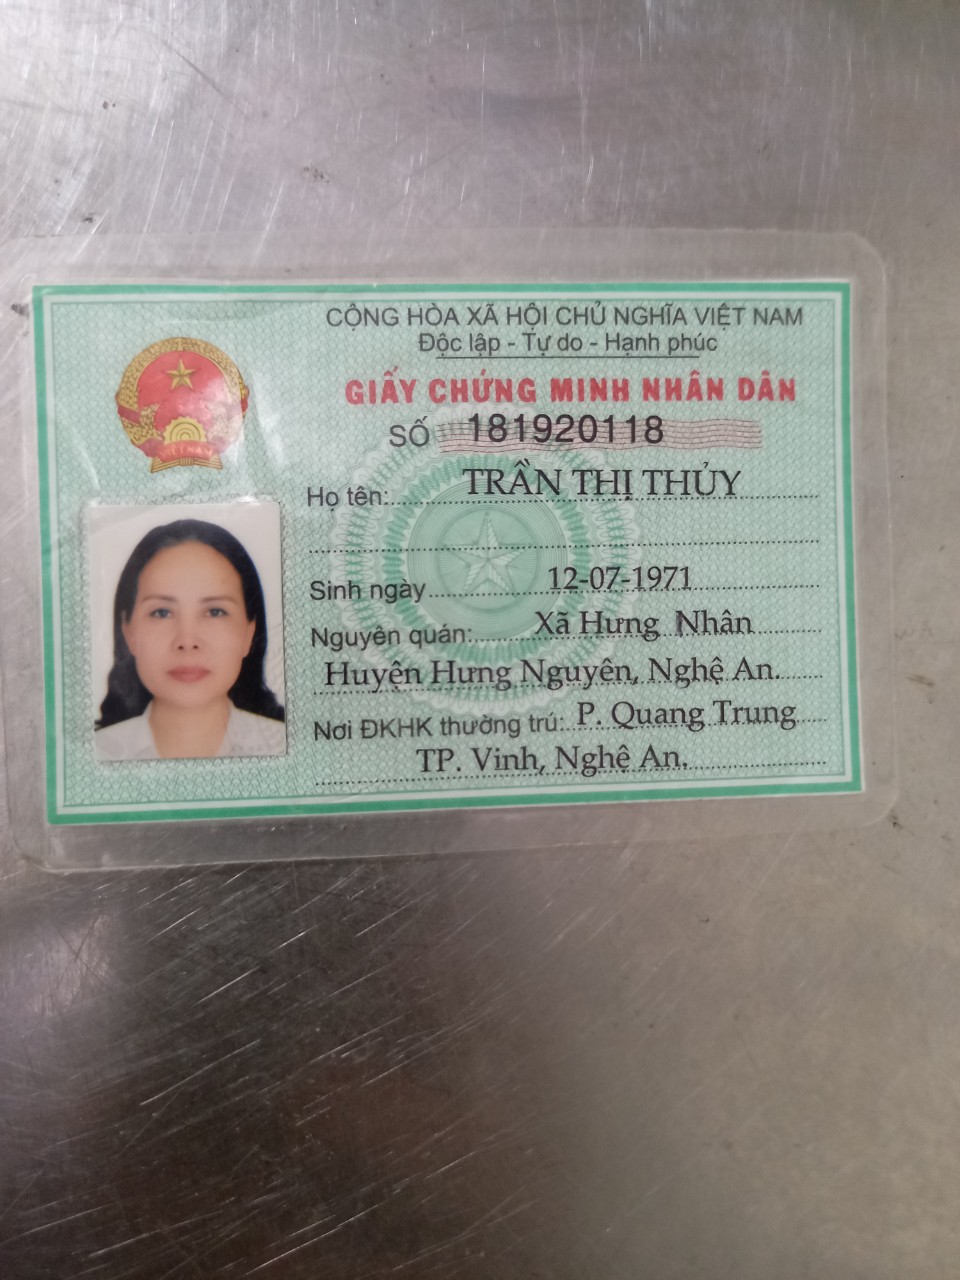 CỘNG HÒA XÃ HỘI CHỦ NGHĨA VIỆT NAM
Độc lập - Tự do - Hạnh phúc
GIẤY CHỨNG MINH NHÂN DÂN
SỐ 181920118
Họ tên: TRẦN THỊ THỦY
Sinh ngày 12-07-1971
Nguyên quán: Xã Hưng Nhân
Huyện Hưng Nguyên, Nghệ An.
Nơi ĐKHK thường trú: P. Quang Trung
TP. Vinh, Nghệ An.
VIỆT NAM